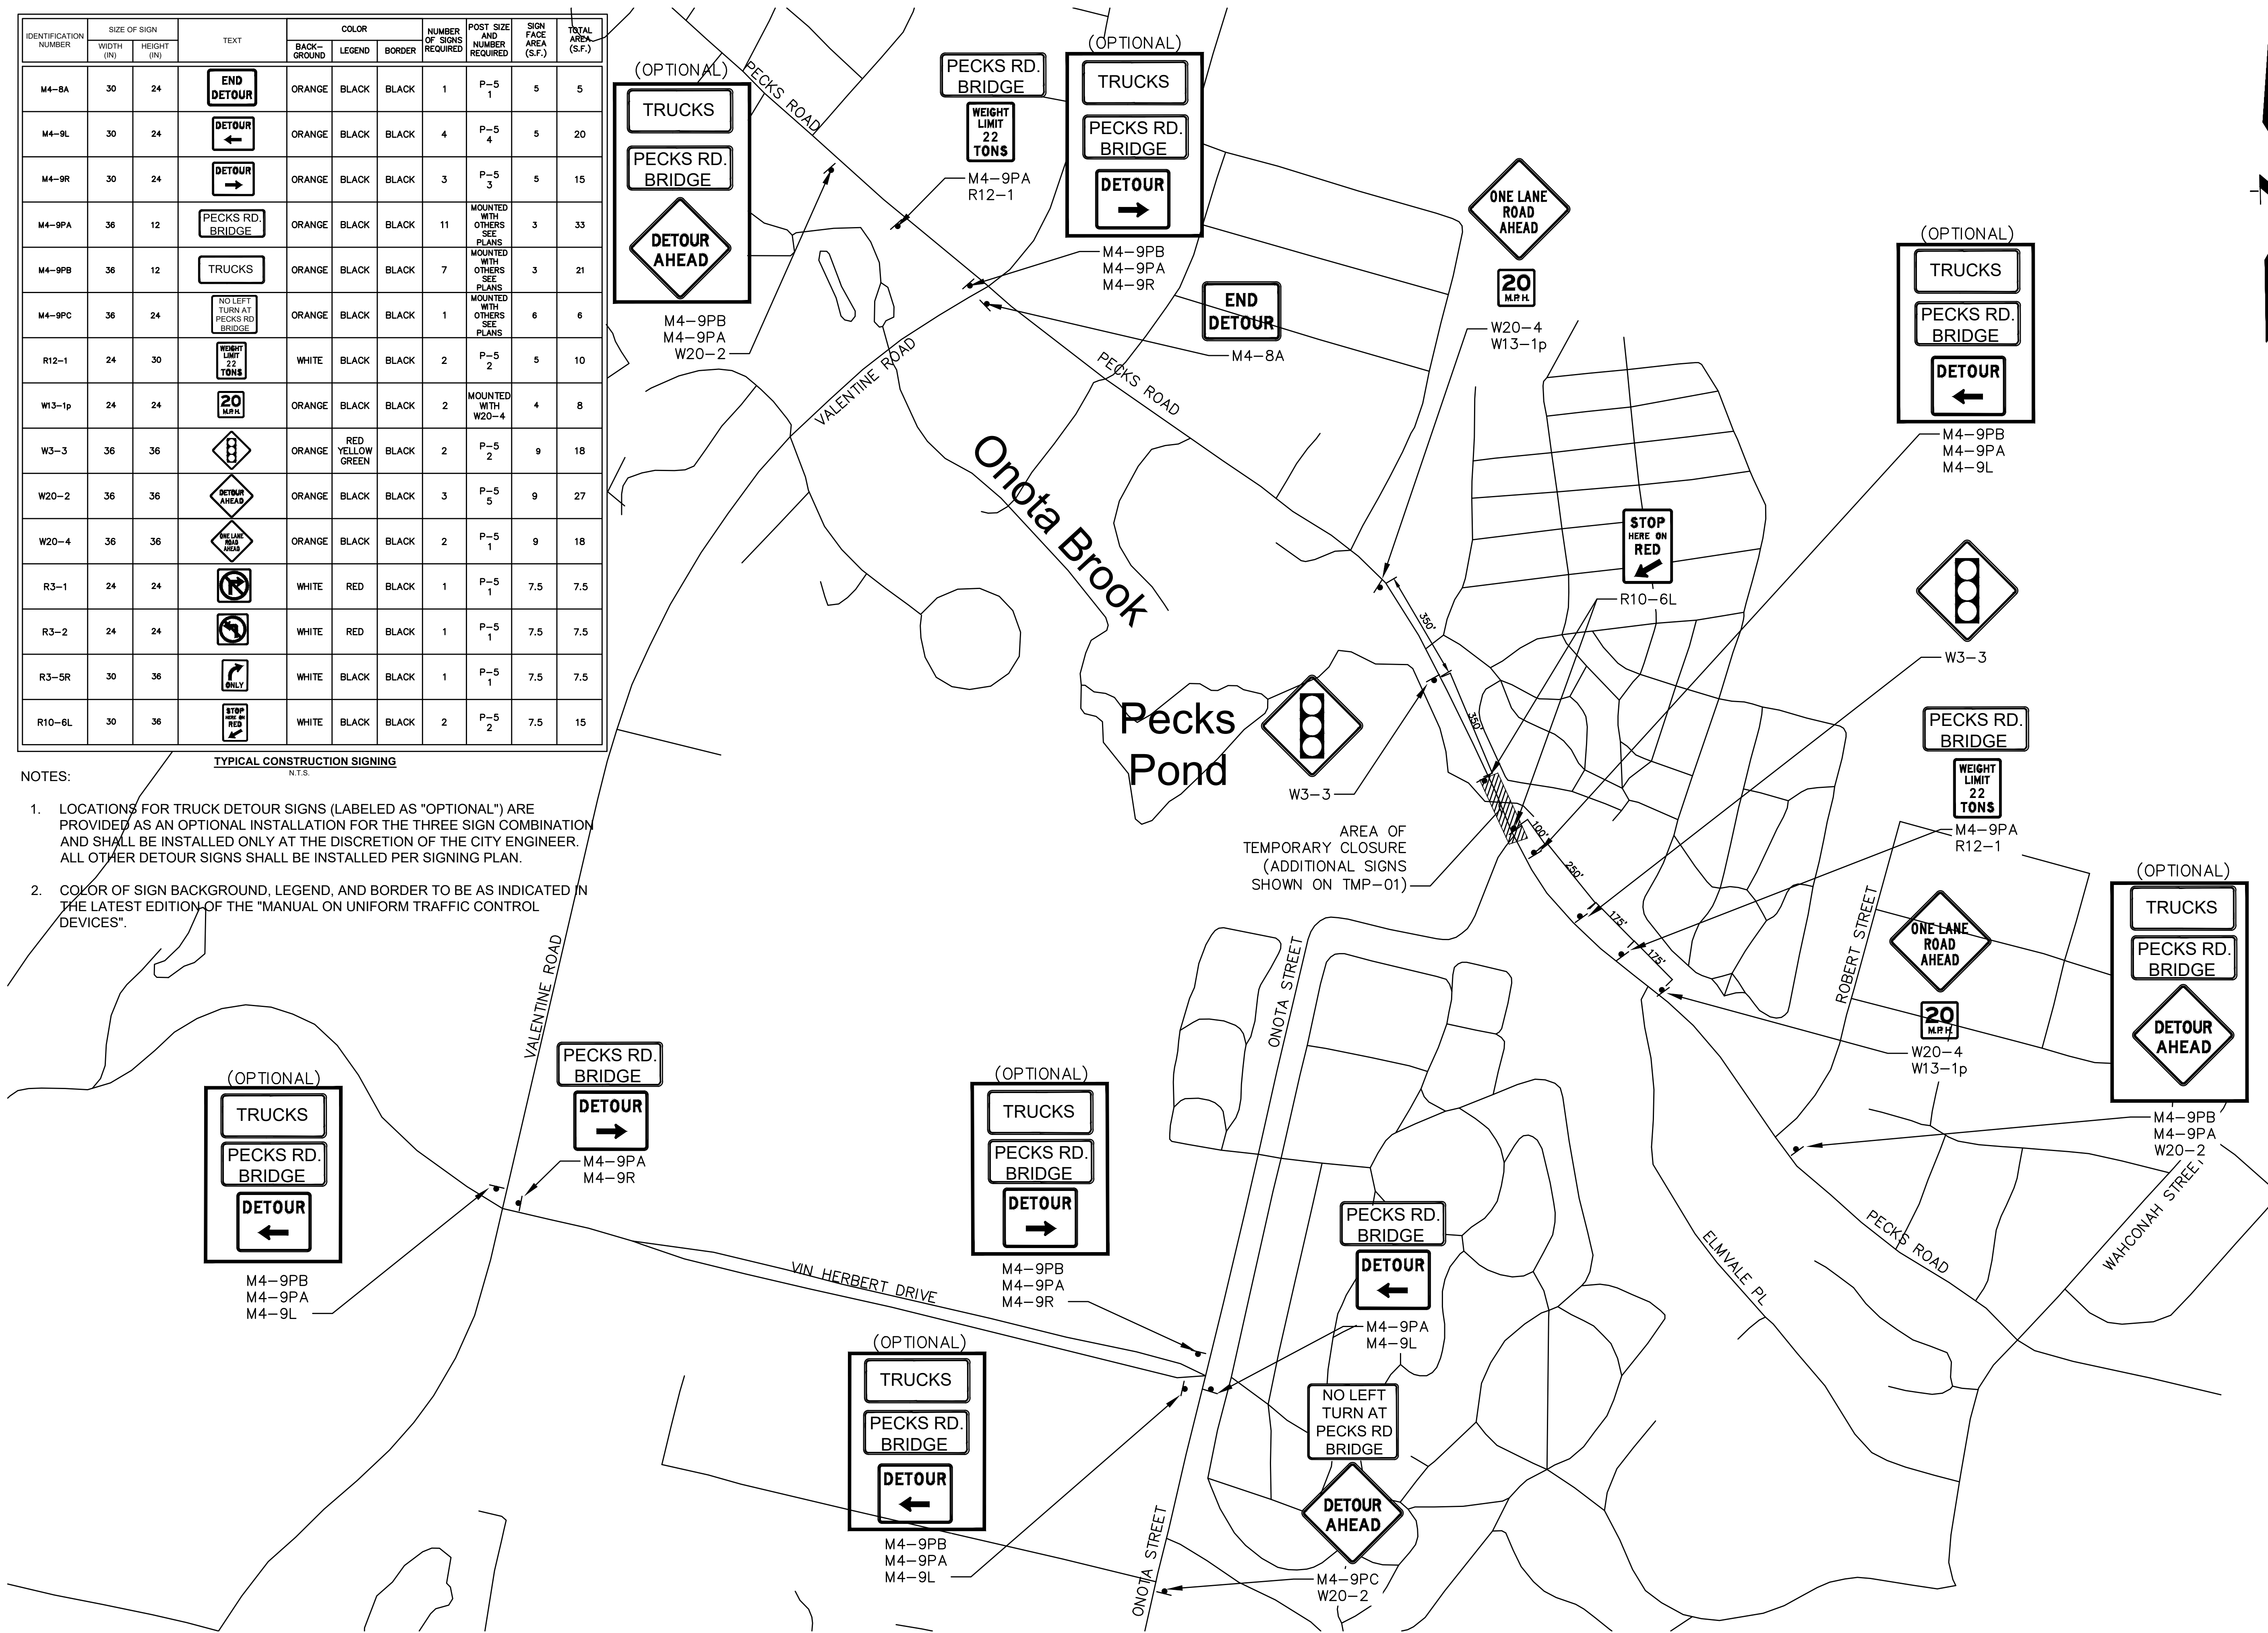 IDENTIFICATION NUMBER
SIZE OF SIGN
WIDTH (IN)
HEIGHT (IN)
TEXT
COLOR
BACK-GROUND
LEGEND
BORDER
NUMBER OF SIGNS REQUIRED
POST SIZE AND NUMBER REQUIRED
SIGN FACE AREA (S.F.)
TOTAL AREA (S.F.)
M4-8A 30 24 END DETOUR ORANGE BLACK BLACK 1 P-5 1 5 5
M4-9L 30 24 DETOUR ORANGE BLACK BLACK 4 P-5 4 5 20
M4-9R 30 24 DETOUR ORANGE BLACK BLACK 3 P-5 3 5 15
M4-9PA 36 12 PECKS RD. BRIDGE ORANGE BLACK BLACK 11 MOUNTED WITH OTHERS SEE PLANS 3 33
M4-9PB 36 12 TRUCKS ORANGE BLACK BLACK 7 MOUNTED WITH OTHERS SEE PLANS 3 21
M4-9PC 36 24 NO LEFT TURN AT PECKS RD BRIDGE ORANGE BLACK BLACK 1 MOUNTED WITH OTHERS SEE PLANS 6 6
R12-1 24 30 WEIGHT LIMIT 22 TONS WHITE BLACK BLACK 2 P-5 2 5 10
W13-1p 24 24 20 M.P.H. ORANGE BLACK BLACK 2 MOUNTED WITH W20-4 4 8
W3-3 36 36 ORANGE RED YELLOW GREEN BLACK 2 P-5 2 9 18
W20-2 36 36 DETOUR AHEAD ORANGE BLACK BLACK 3 P-5 5 9 27
W20-4 36 36 ONE LANE ROAD AHEAD ORANGE BLACK BLACK 2 P-5 1 9 18
R3-1 24 24 WHITE RED BLACK 1 P-5 1 7.5 7.5
R3-2 24 24 WHITE RED BLACK 1 P-5 1 7.5 7.5
R3-5R 30 36 ONLY WHITE BLACK BLACK 1 P-5 1 7.5 7.5
R10-6L 30 36 STOP HERE ON RED WHITE BLACK BLACK 2 P-5 2 7.5 15
TYPICAL CONSTRUCTION SIGNING
N.T.S.
NOTES:
1. LOCATIONS FOR TRUCK DETOUR SIGNS (LABELED AS "OPTIONAL") ARE
PROVIDED AS AN OPTIONAL INSTALLATION FOR THE THREE SIGN COMBINATION
AND SHALL BE INSTALLED ONLY AT THE DISCRETION OF THE CITY ENGINEER.
ALL OTHER DETOUR SIGNS SHALL BE INSTALLED PER SIGNING PLAN.
2. COLOR OF SIGN BACKGROUND, LEGEND, AND BORDER TO BE AS INDICATED IN
THE LATEST EDITION OF THE "MANUAL ON UNIFORM TRAFFIC CONTROL
DEVICES".
(OPTIONAL)
TRUCKS
PECKS RD.
BRIDGE
DETOUR
AHEAD
M4-9PB
M4-9PA
W20-2
PECKS ROAD
PECKS RD.
BRIDGE
WEIGHT
LIMIT
22
TONS
M4-9PA
R12-1
(OPTIONAL)
TRUCKS
PECKS RD.
BRIDGE
DETOUR
M4-9PB
M4-9PA
M4-9R
END
DETOUR
M4-8A
VALENTINE ROAD
PECKS ROAD
ONE LANE
ROAD
AHEAD
20
M.P.H.
W20-4
W13-1p
(OPTIONAL)
TRUCKS
PECKS RD.
BRIDGE
DETOUR
M4-9PB
M4-9PA
M4-9L
Onota Brook
Pecks
Pond
STOP
HERE ON
RED
R10-6L
350'
350'
W3-3
W3-3
AREA OF
TEMPORARY CLOSURE
(ADDITIONAL SIGNS
SHOWN ON TMP-01)
100'
250'
175'
175'
PECKS RD.
BRIDGE
WEIGHT
LIMIT
22
TONS
M4-9PA
R12-1
ROBERT STREET
ONE LANE
ROAD
AHEAD
20
M.P.H.
W20-4
W13-1p
(OPTIONAL)
TRUCKS
PECKS RD.
BRIDGE
DETOUR
AHEAD
M4-9PB
M4-9PA
W20-2
WAHCONAH STREET
PECKS ROAD
ELMVALE PL
ONOTA STREET
VALENTINE ROAD
(OPTIONAL)
TRUCKS
PECKS RD.
BRIDGE
DETOUR
M4-9PB
M4-9PA
M4-9L
PECKS RD.
BRIDGE
DETOUR
M4-9PA
M4-9R
VIN HERBERT DRIVE
(OPTIONAL)
TRUCKS
PECKS RD.
BRIDGE
DETOUR
M4-9PB
M4-9PA
M4-9R
PECKS RD.
BRIDGE
DETOUR
M4-9PA
M4-9L
(OPTIONAL)
TRUCKS
PECKS RD.
BRIDGE
DETOUR
M4-9PB
M4-9PA
M4-9L
NO LEFT
TURN AT
PECKS RD
BRIDGE
DETOUR
AHEAD
M4-9PC
W20-2
ONOTA STREET